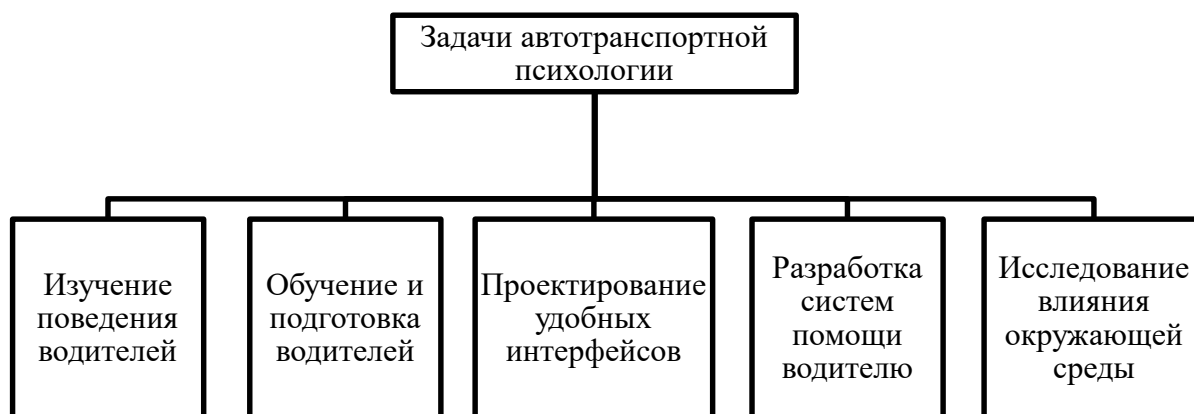 Задачи автотранспортной
психологии
Изучение
поведения
водителей
Обучение и
подготовка
водителей
Проектирование
удобных
интерфейсов
Разработка
систем
помощи
водителю
Исследование
влияния
окружающей
среды